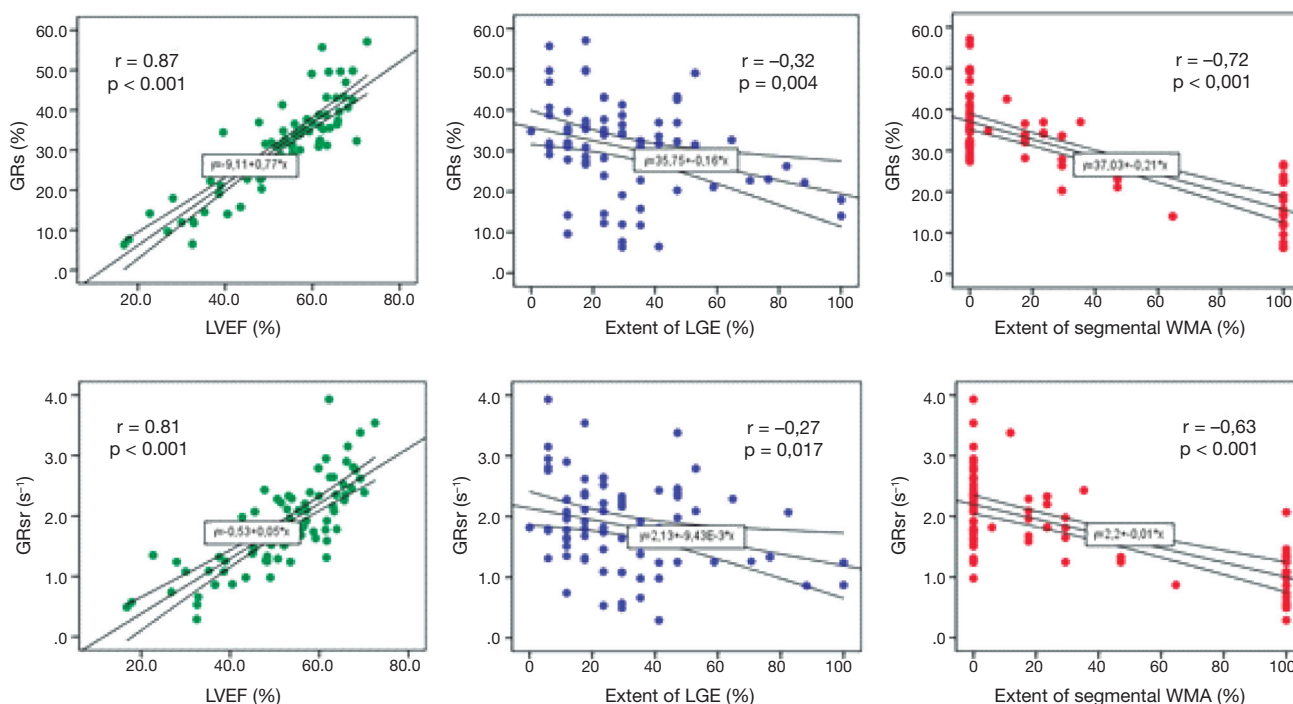 60.0
50.0
40.0
30.0
20.0
10.0
.0
GRs (%)
r = 0.87
p < 0.001
y=-9,11+0,77*x
20.0 40.0 60.0 80.0
LVEF (%)
60.0
50.0
40.0
30.0
20.0
10.0
.0
GRs (%)
r = –0,32
p = 0,004
y=35,75+-0,16*x
0 20 40 60 80 100
Extent of LGE (%)
60.0
50.0
40.0
30.0
20.0
10.0
.0
GRs (%)
r = –0,72
p < 0,001
y=37,03+-0,21*x
0 20 40 60 80 100
Extent of segmental WMA (%)
4.0
3.0
2.0
1.0
.0
GRsr (s⁻¹)
r = 0.81
p < 0.001
y=-0,53+0,05*x
20.0 40.0 60.0 80.0
LVEF (%)
4.0
3.0
2.0
1.0
.0
GRsr (s⁻¹)
r = –0,27
p = 0,017
y=2,13+-9,43E-3*x
0 20 40 60 80 100
Extent of LGE (%)
4.0
3.0
2.0
1.0
.0
GRsr (s⁻¹)
r = –0,63
p < 0.001
y=2,2+-0,01*x
0 20 40 60 80 100
Extent of segmental WMA (%)